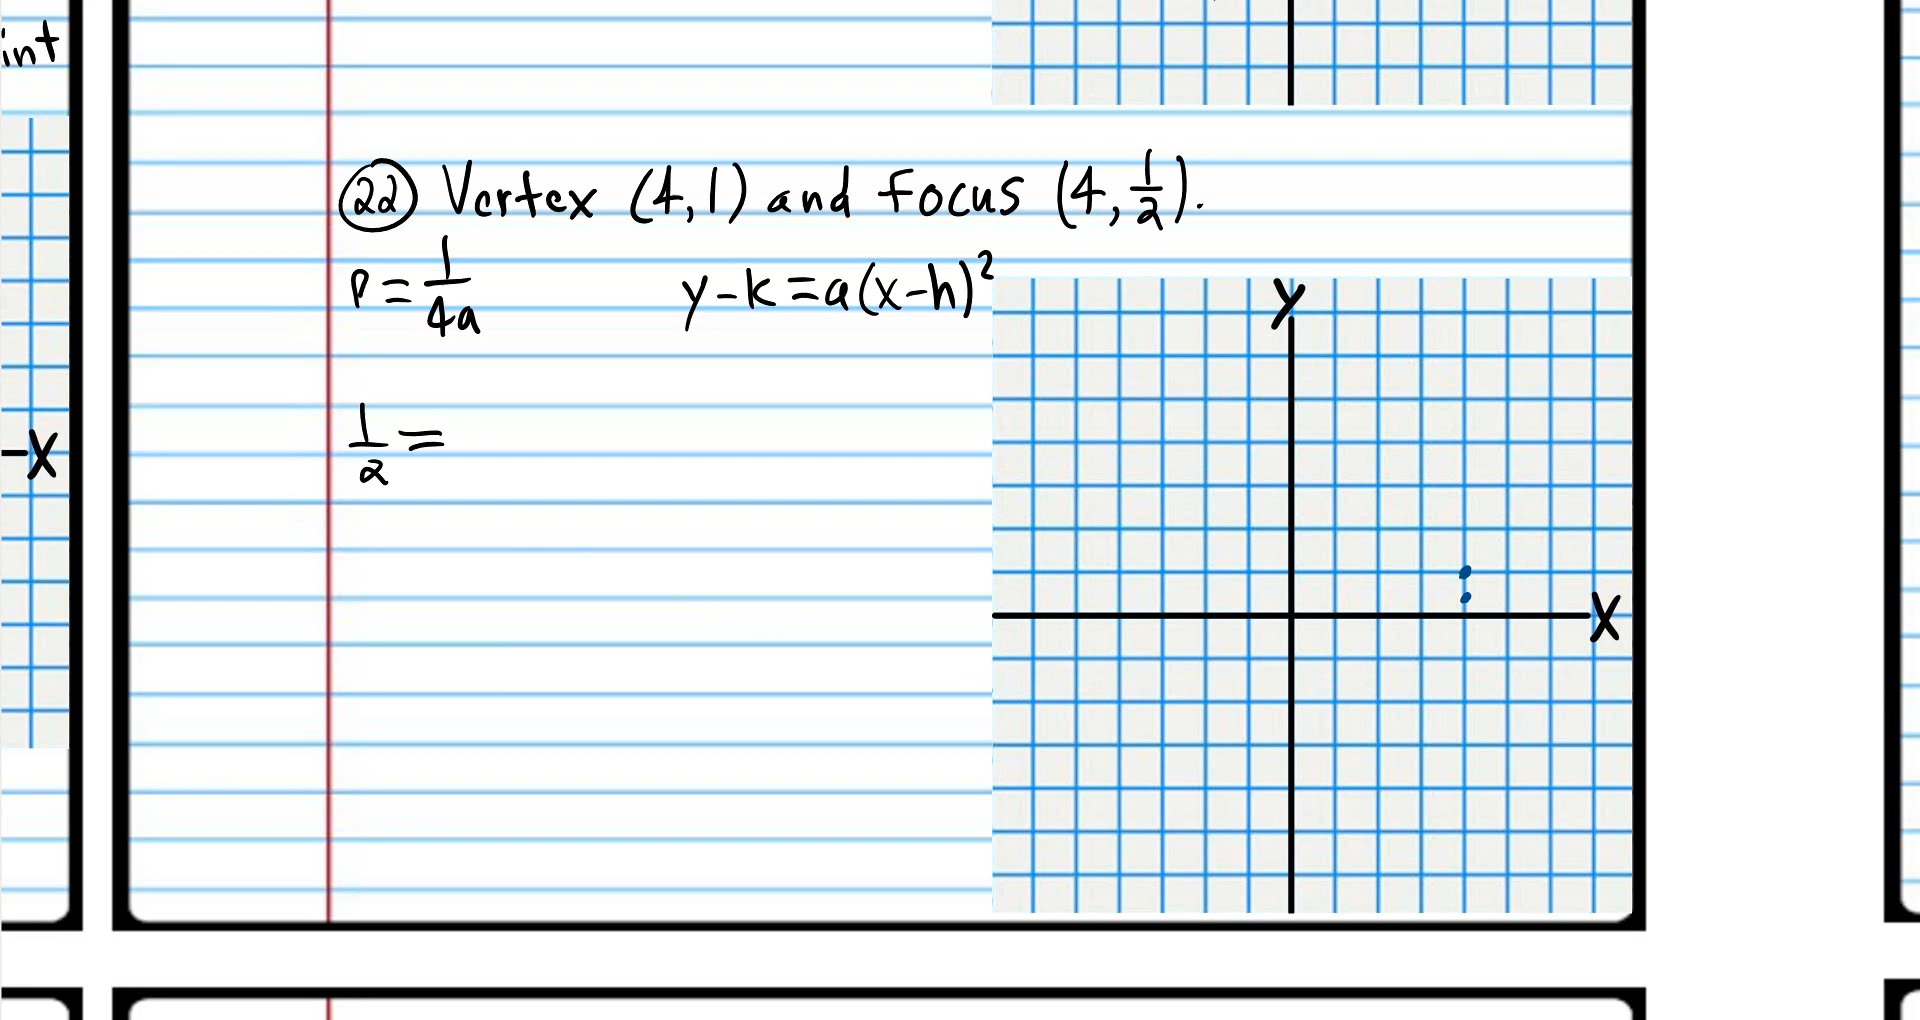 int
-X
㉒ Vertex (4,1) and focus (4, 1/2).
p = 1/4a
y-k=a(x-h)²
1/2 =
y
X